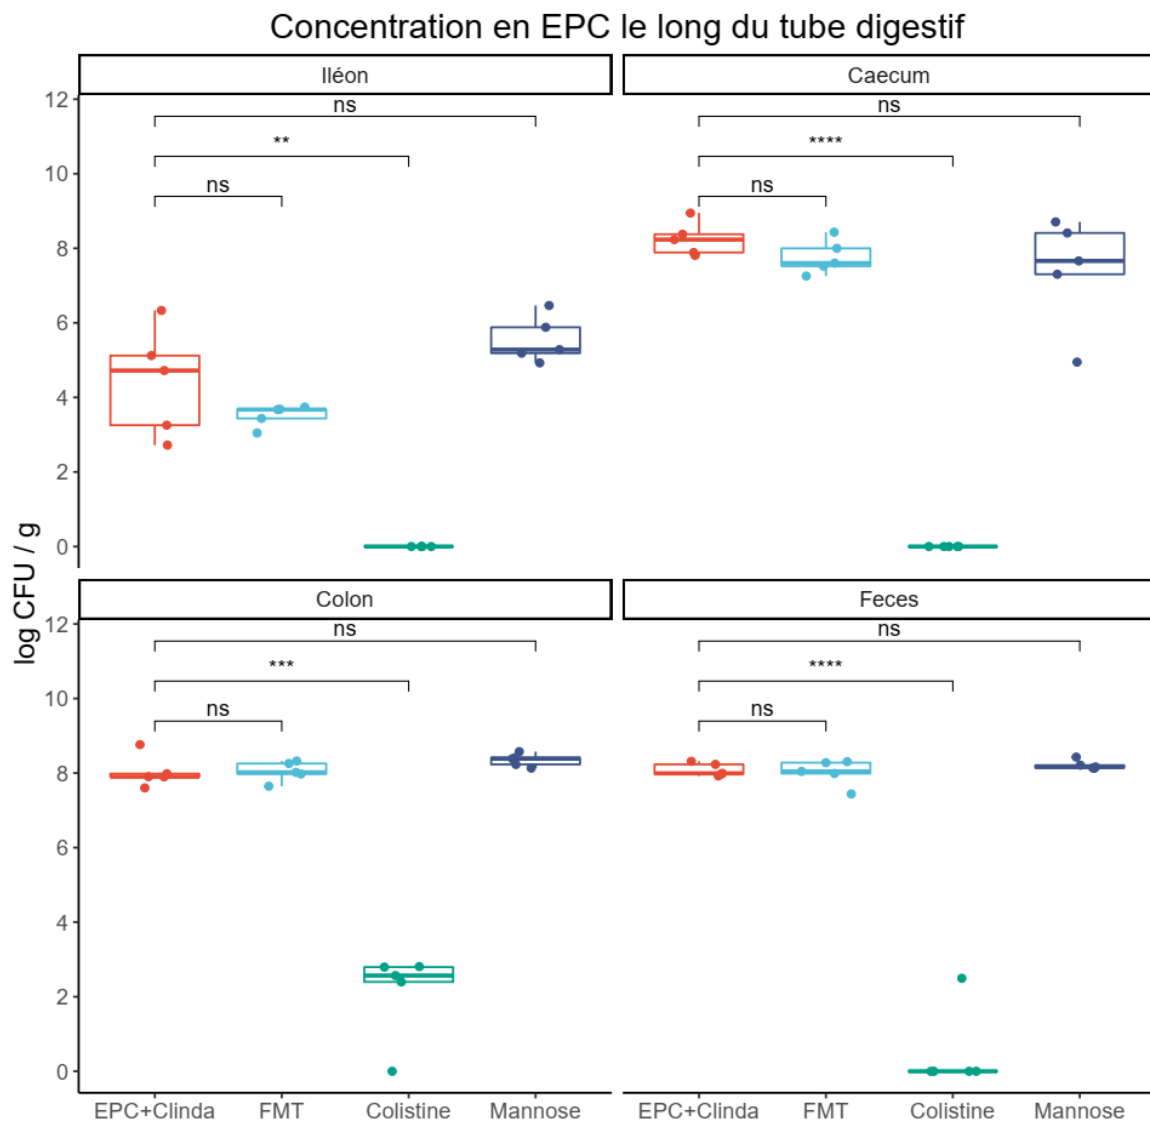 Concentration en EPC le long du tube digestif
Iléon
Caecum
12
10
8
6
4
2
0
ns
**
ns
ns
****
ns
log CFU / g
Colon
Feces
12
10
8
6
4
2
0
ns
***
ns
ns
****
ns
EPC+Clinda FMT Colistine Mannose EPC+Clinda FMT Colistine Mannose